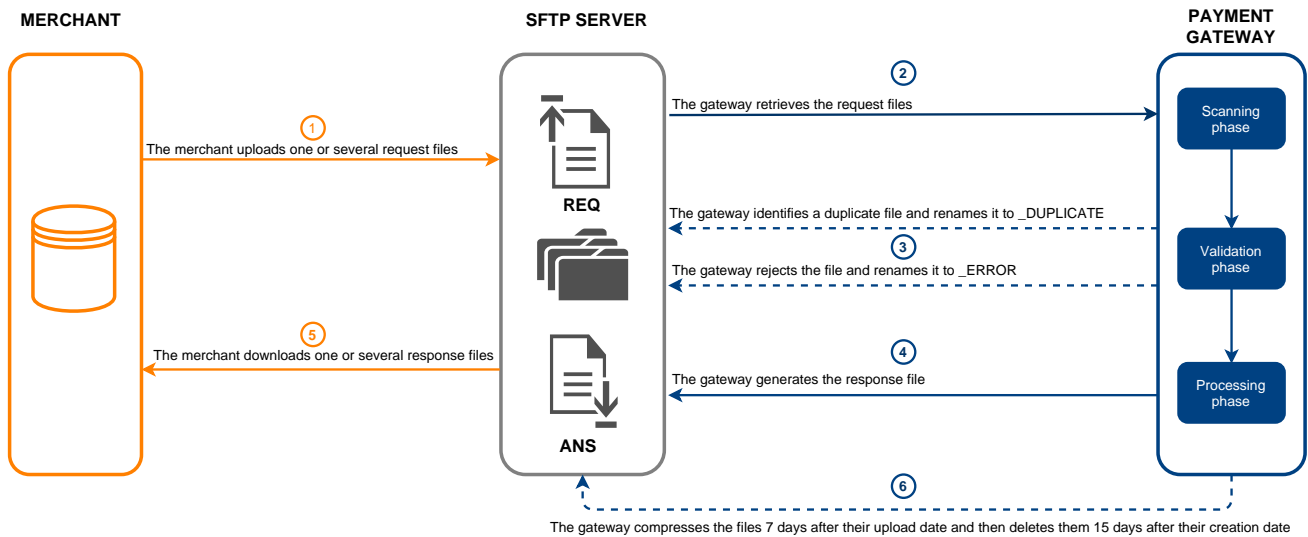 MERCHANT
SFTP SERVER
PAYMENT
GATEWAY
1
The merchant uploads one or several request files
2
The gateway retrieves the request files
Scanning
phase
REQ
The gateway identifies a duplicate file and renames it to _DUPLICATE
3
The gateway rejects the file and renames it to _ERROR
Validation
phase
5
The merchant downloads one or several response files
4
The gateway generates the response file
Processing
phase
ANS
6
The gateway compresses the files 7 days after their upload date and then deletes them 15 days after their creation date